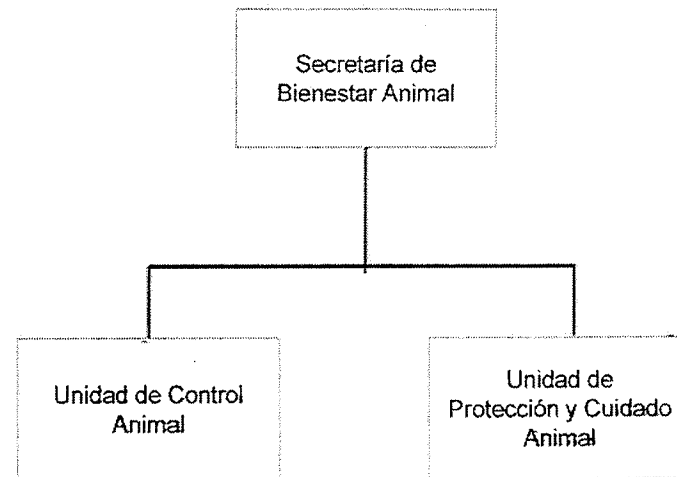 Secretaría de
Bienestar Animal
Unidad de Control
Animal
Unidad de
Protección y Cuidado
Animal